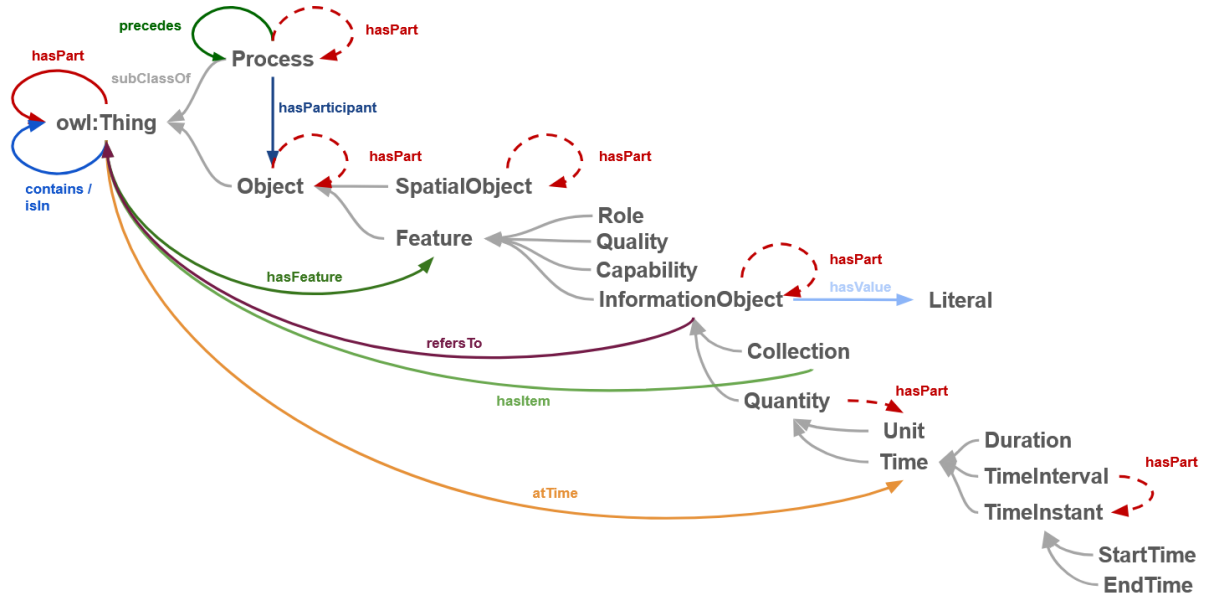 precedes
hasPart
hasPart
Process
subClassOf
hasParticipant
owl:Thing
hasPart
hasPart
contains /
isIn
Object
SpatialObject
Role
Feature
Quality
hasPart
Capability
hasFeature
InformationObject
hasValue
Literal
refersTo
Collection
hasItem
Quantity
hasPart
Unit
Duration
Time
hasPart
TimeInterval
atTime
TimeInstant
StartTime
EndTime